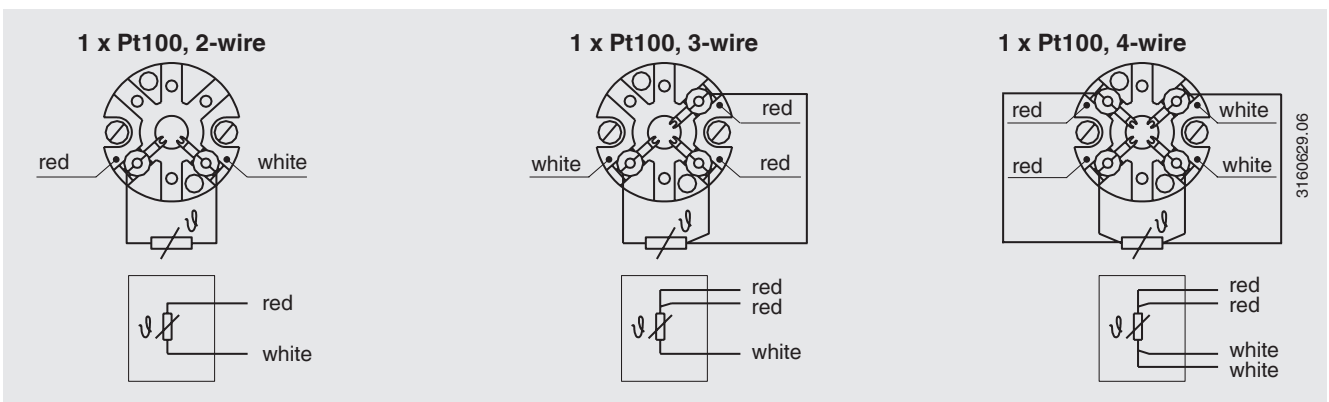 1 x Pt100, 2-wire
red
white
ϑ
ϑ
red
white
1 x Pt100, 3-wire
red
white
red
ϑ
ϑ
red
red
white
1 x Pt100, 4-wire
red
white
red
white
ϑ
ϑ
red
red
white
white
3160629.06